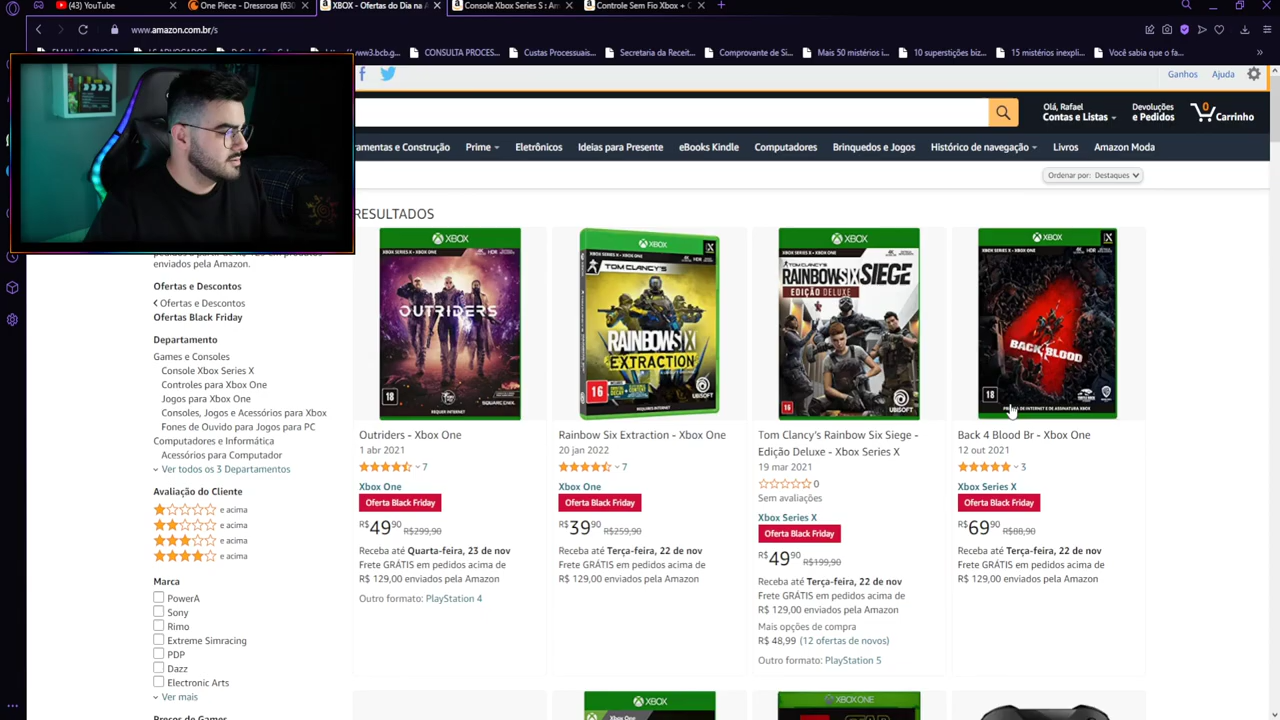 (43) YouTube
One Piece - Dressrosa (630
XBOX - Ofertas do Dia na A
Console Xbox Series S : Am
Controle Sem Fio Xbox + C
www.amazon.com.br/s
CONSULTA PROCES...
Custas Processuais...
Secretaria da Receit...
Comprovante de Si...
Mais 50 mistérios i...
10 superstições biz...
15 mistérios inexpli...
Você sabia que o fa...
Ganhos
Ajuda
Olá, Rafael
Contas e Listas
Devoluções
e Pedidos
0
Carrinho
ramentas e Construção
Prime
Eletrônicos
Ideias para Presente
eBooks Kindle
Computadores
Brinquedos e Jogos
Histórico de navegação
Livros
Amazon Moda
Ordenar por: Destaques
enviados pela Amazon.
Ofertas e Descontos
Ofertas e Descontos
Ofertas Black Friday
Departamento
Games e Consoles
Console Xbox Series X
Controles para Xbox One
Jogos para Xbox One
Consoles, Jogos e Acessórios para Xbox
Fones de Ouvido para Jogos para PC
Computadores e Informática
Acessórios para Computador
Ver todos os 3 Departamentos
Avaliação do Cliente
e acima
e acima
e acima
e acima
Marca
PowerA
Sony
Rimo
Extreme Simracing
PDP
Dazz
Electronic Arts
Ver mais
Preços de Games
RESULTADOS
XBOX
OUTRIDERS
18
SQUARE ENIX
Outriders - Xbox One
1 abr 2021
7
Xbox One
Oferta Black Friday
R$4990 R$299,90
Receba até Quarta-feira, 23 de nov
Frete GRÁTIS em pedidos acima de
R$ 129,00 enviados pela Amazon
Outro formato: PlayStation 4
XBOX
TOM CLANCY'S
RAINBOW SIX
EXTRACTION
16
UBISOFT
Rainbow Six Extraction - Xbox One
20 jan 2022
7
Xbox One
Oferta Black Friday
R$3990 R$259,90
Receba até Terça-feira, 22 de nov
Frete GRÁTIS em pedidos acima de
R$ 129,00 enviados pela Amazon
XBOX
TOM CLANCY'S
RAINBOW SIX SIEGE
EDIÇÃO DELUXE
16
UBISOFT
Tom Clancy's Rainbow Six Siege -
Edição Deluxe - Xbox Series X
19 mar 2021
0
Sem avaliações
Xbox Series X
Oferta Black Friday
R$4990 R$199,90
Receba até Terça-feira, 22 de nov
Frete GRÁTIS em pedidos acima de
R$ 129,00 enviados pela Amazon
Mais opções de compra
R$ 48,99 (12 ofertas de novos)
Outro formato: PlayStation 5
XBOX
BACK 4 BLOOD
18
Back 4 Blood Br - Xbox One
12 out 2021
3
Xbox Series X
Oferta Black Friday
R$6990 R$88,90
Receba até Terça-feira, 22 de nov
Frete GRÁTIS em pedidos acima de
R$ 129,00 enviados pela Amazon
XBOX
XBOX ONE